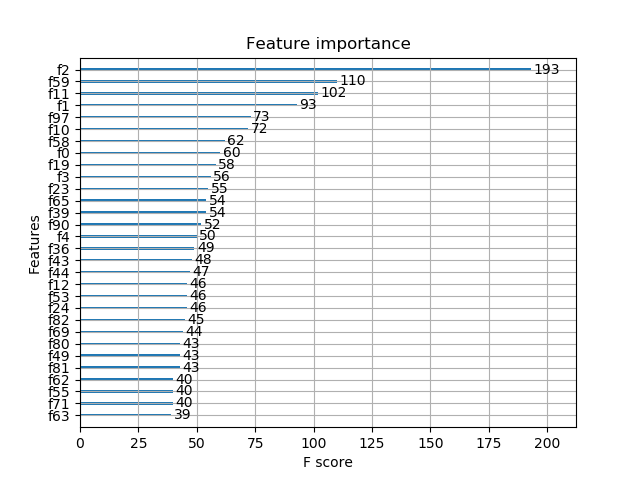 Feature importance
f2 193
f59 110
f11 102
f1 93
f97 73
f10 72
f58 62
f0 60
f19 58
f3 56
f23 55
f65 54
f39 54
f90 52
f4 50
f36 49
f43 48
f44 47
f12 46
f53 46
f24 46
f82 45
f69 44
f80 43
f49 43
f81 43
f62 40
f55 40
f71 40
f63 39
Features
0 25 50 75 100 125 150 175 200
F score